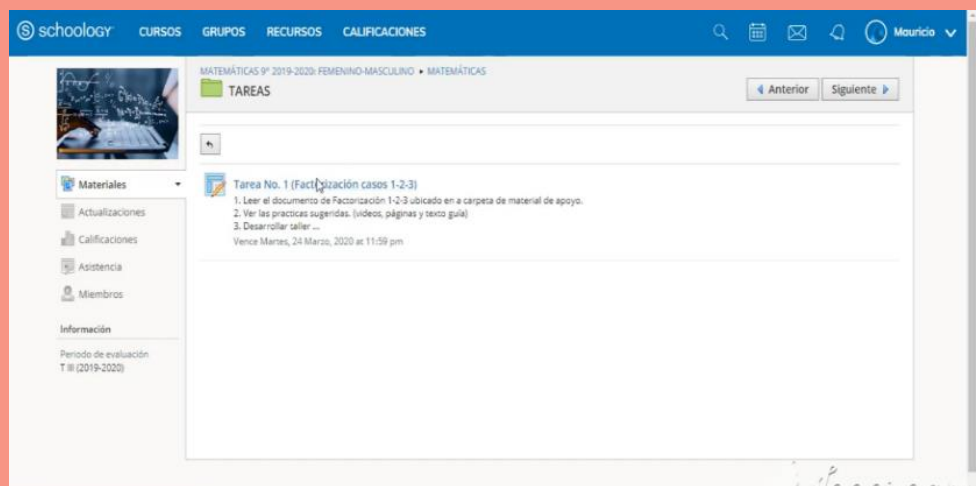 schoology CURSOS GRUPOS RECURSOS CALIFICACIONES Mauricio
MATEMÁTICAS 9° 2019-2020: FEMENINO-MASCULINO • MATEMÁTICAS
TAREAS
Anterior Siguiente
Materiales
Actualizaciones
Calificaciones
Asistencia
Miembros
Información
Periodo de evaluación
T III (2019-2020)
Tarea No. 1 (Factorización casos 1-2-3)
1. Leer el documento de Factorización 1-2-3 ubicado en a carpeta de material de apoyo.
2. Ver las practicas sugeridas. (videos, páginas y texto guía)
3. Desarrollar taller ...
Vence Martes, 24 Marzo, 2020 at 11:59 pm